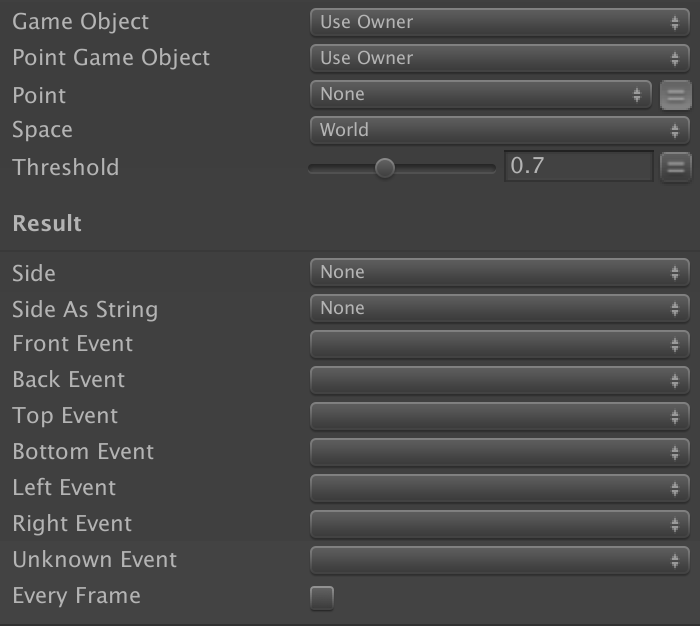 Game Object Use Owner
Point Game Object Use Owner
Point None
Space World
Threshold 0.7
Result
Side None
Side As String None
Front Event
Back Event
Top Event
Bottom Event
Left Event
Right Event
Unknown Event
Every Frame